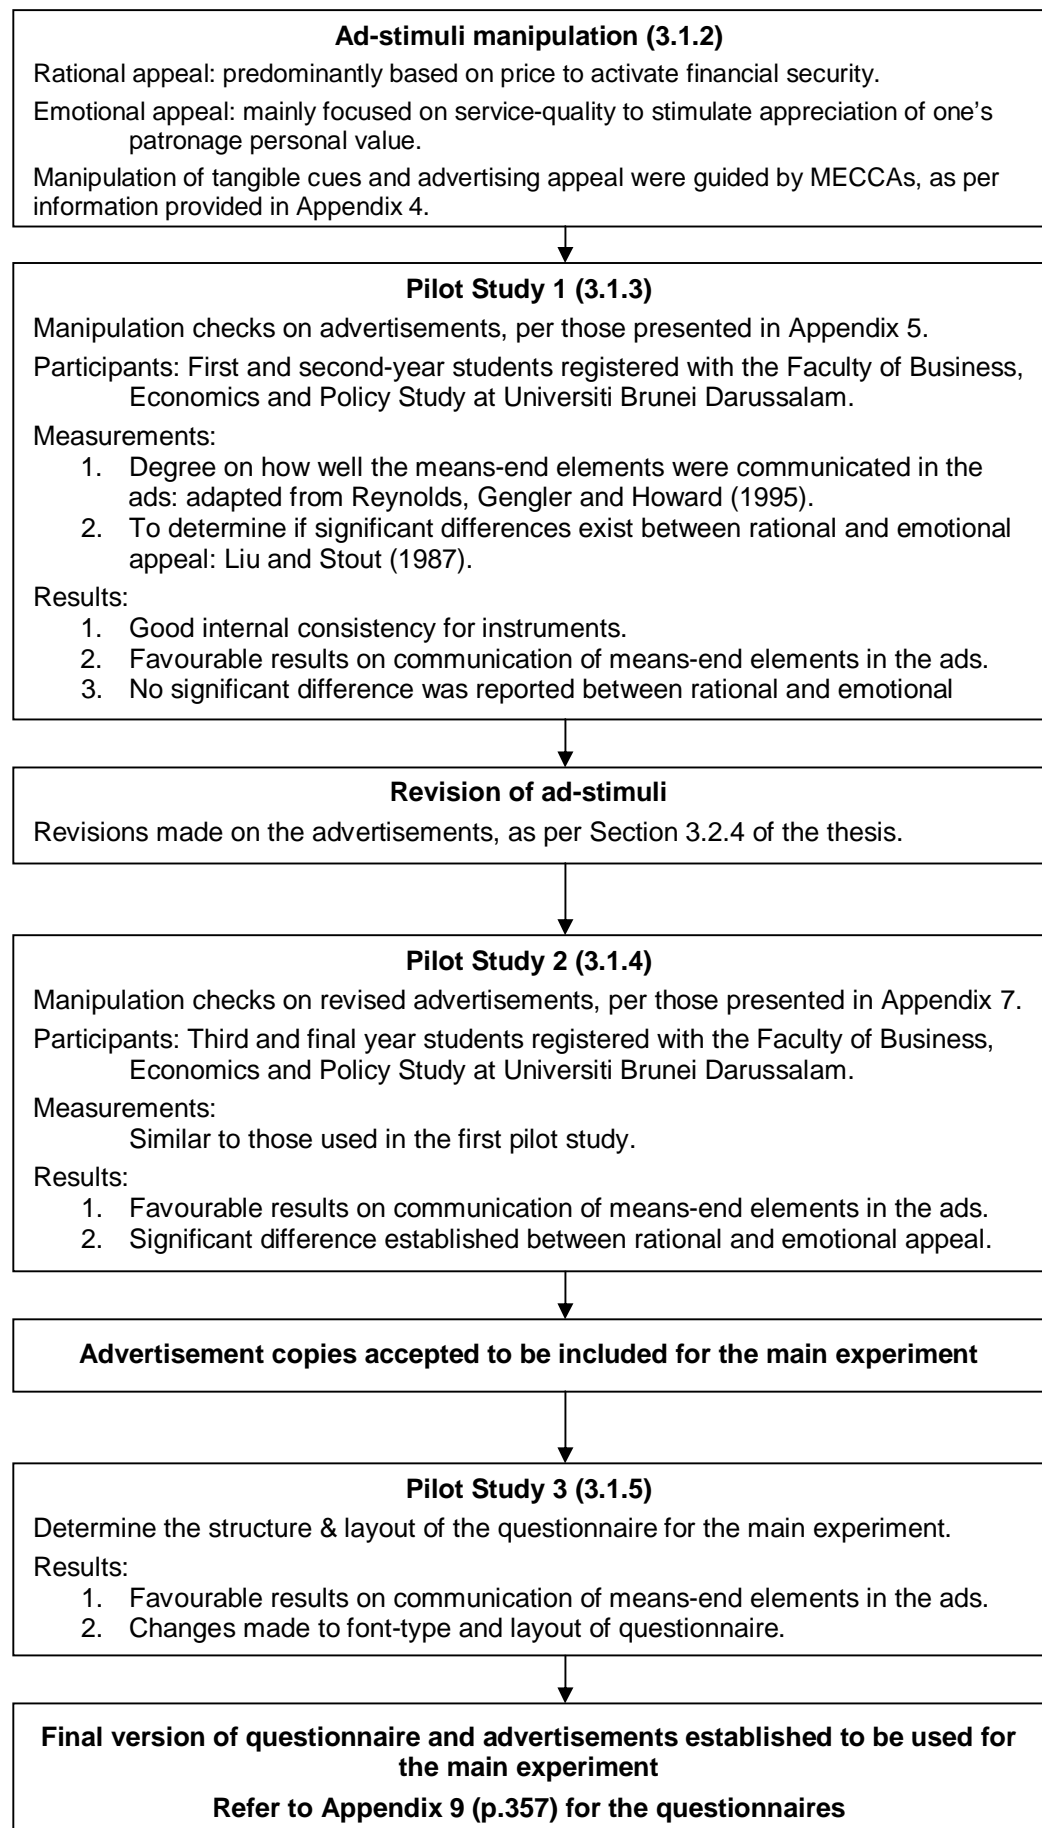 Ad-stimuli manipulation (3.1.2)
Rational appeal: predominantly based on price to activate financial security.
Emotional appeal: mainly focused on service-quality to stimulate appreciation of one's
patronage personal value.
Manipulation of tangible cues and advertising appeal were guided by MECCAs, as per
information provided in Appendix 4.
Pilot Study 1 (3.1.3)
Manipulation checks on advertisements, per those presented in Appendix 5.
Participants: First and second-year students registered with the Faculty of Business,
Economics and Policy Study at Universiti Brunei Darussalam.
Measurements:
1. Degree on how well the means-end elements were communicated in the
ads: adapted from Reynolds, Gengler and Howard (1995).
2. To determine if significant differences exist between rational and emotional
appeal: Liu and Stout (1987).
Results:
1. Good internal consistency for instruments.
2. Favourable results on communication of means-end elements in the ads.
3. No significant difference was reported between rational and emotional
Revision of ad-stimuli
Revisions made on the advertisements, as per Section 3.2.4 of the thesis.
Pilot Study 2 (3.1.4)
Manipulation checks on revised advertisements, per those presented in Appendix 7.
Participants: Third and final year students registered with the Faculty of Business,
Economics and Policy Study at Universiti Brunei Darussalam.
Measurements:
Similar to those used in the first pilot study.
Results:
1. Favourable results on communication of means-end elements in the ads.
2. Significant difference established between rational and emotional appeal.
Advertisement copies accepted to be included for the main experiment
Pilot Study 3 (3.1.5)
Determine the structure & layout of the questionnaire for the main experiment.
Results:
1. Favourable results on communication of means-end elements in the ads.
2. Changes made to font-type and layout of questionnaire.
Final version of questionnaire and advertisements established to be used for
the main experiment
Refer to Appendix 9 (p.357) for the questionnaires